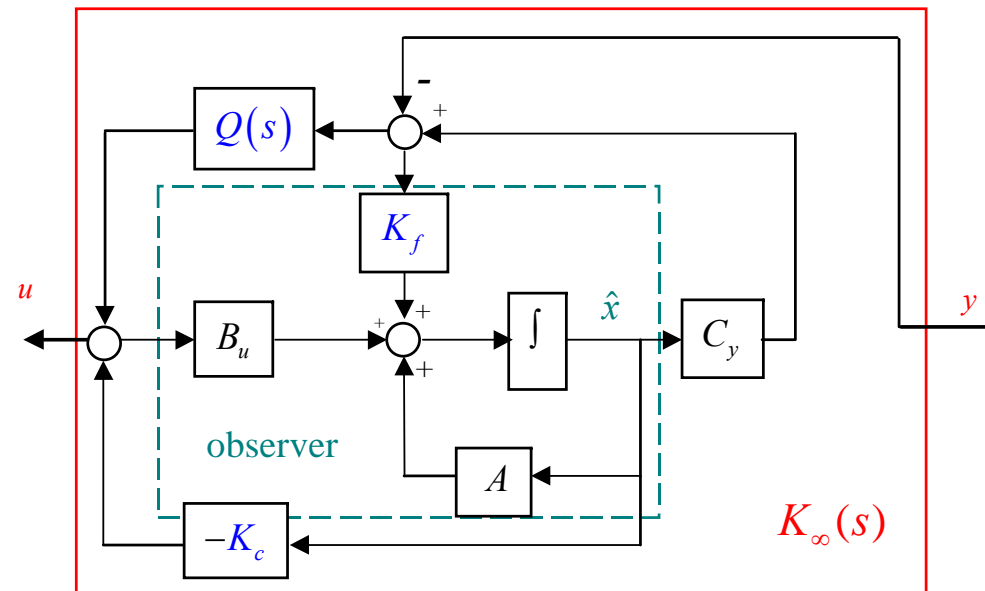 -
+
Q(s)
K_f
u
+
+
B_u
∫
x̂
C_y
y
+
observer
A
-K_c
K_∞(s)